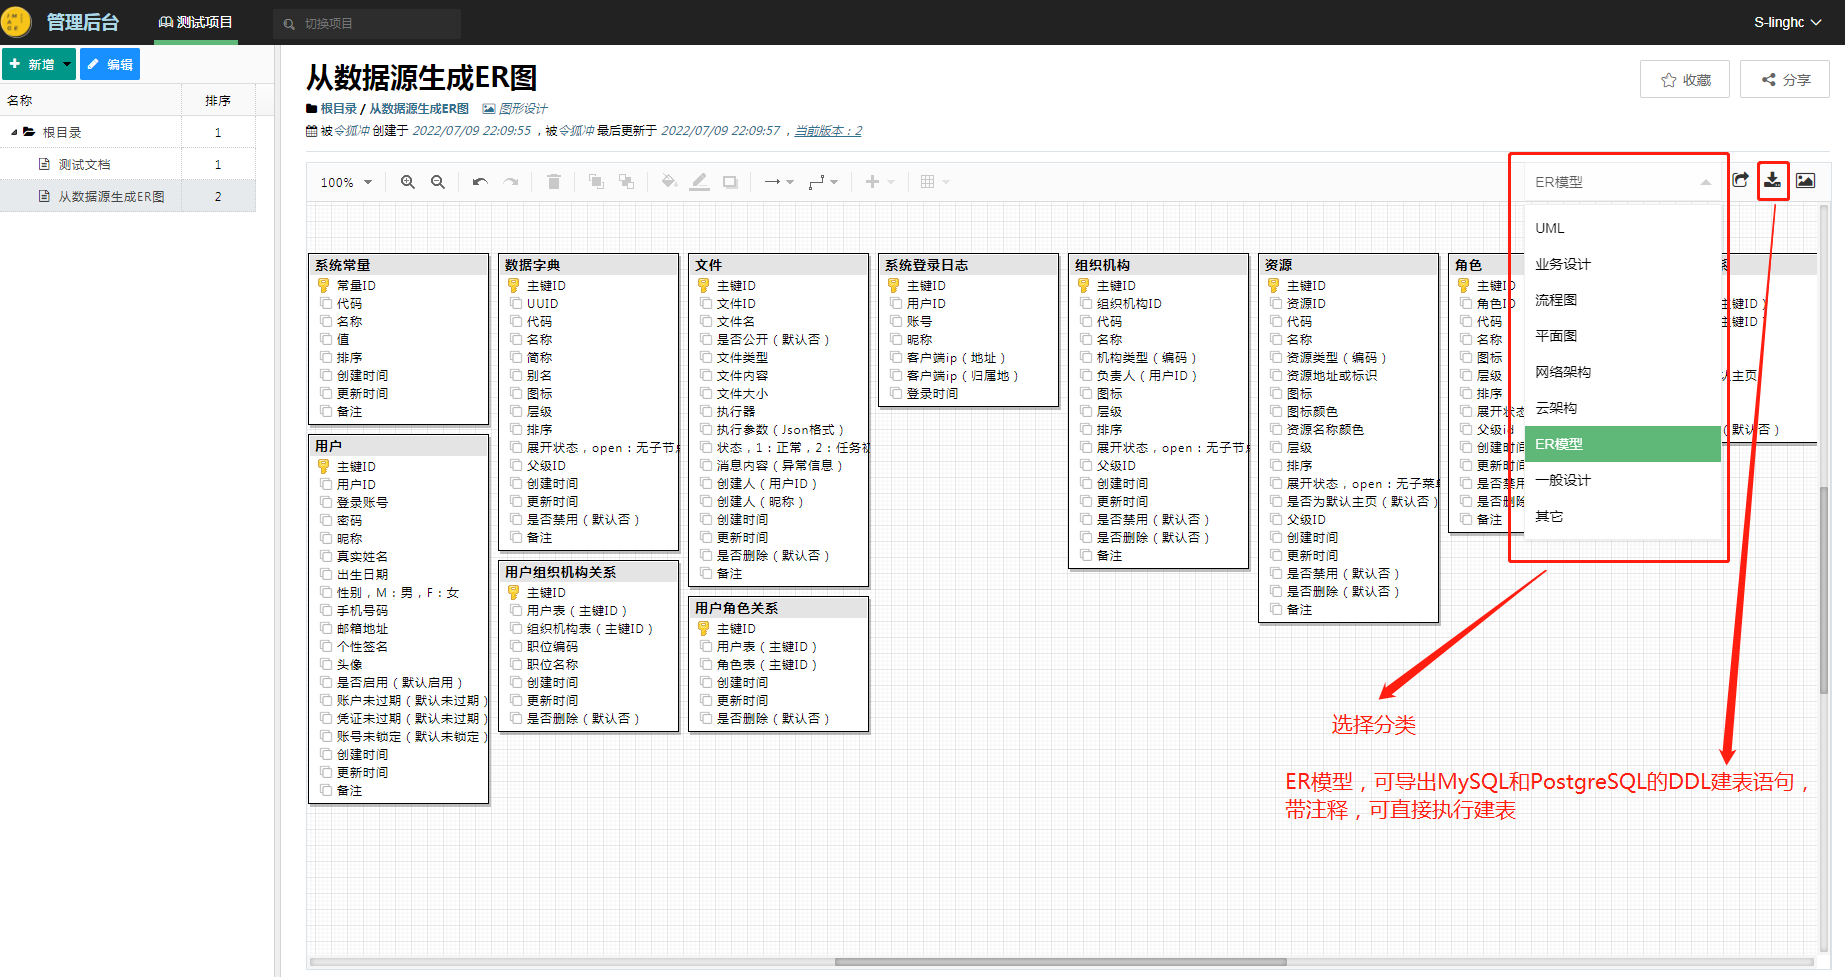 管理后台
测试项目
切换项目
S-linghc
新增
编辑
名称
排序
根目录
1
测试文档
1
从数据源生成ER图
2
从数据源生成ER图
收藏
分享
根目录 / 从数据源生成ER图 图形设计
被令狐冲 创建于 2022/07/09 22:09:55 ，被令狐冲 最后更新于 2022/07/09 22:09:57 ，当前版本：2
100%
ER模型
UML
业务设计
流程图
平面图
网络架构
云架构
ER模型
一般设计
其它
系统常量
常量ID
代码
名称
值
排序
创建时间
更新时间
备注
用户
主键ID
用户ID
登录账号
密码
昵称
真实姓名
出生日期
性别，M：男，F：女
手机号码
邮箱地址
个性签名
头像
是否启用（默认启用）
账户未过期（默认未过期）
凭证未过期（默认未过期）
账号未锁定（默认未锁定）
创建时间
更新时间
备注
数据字典
主键ID
UUID
代码
名称
简称
别名
图标
层级
排序
展开状态，open：无子节点
父级ID
创建时间
更新时间
是否禁用（默认否）
备注
用户组织机构关系
主键ID
用户表（主键ID）
组织机构表（主键ID）
职位编码
职位名称
创建时间
更新时间
是否删除（默认否）
文件
主键ID
文件ID
文件名
是否公开（默认否）
文件类型
文件内容
文件大小
执行器
执行参数（Json格式）
状态，1：正常，2：任务初
消息内容（异常信息）
创建人（用户ID）
创建人（昵称）
创建时间
更新时间
是否删除（默认否）
备注
用户角色关系
主键ID
用户表（主键ID）
角色表（主键ID）
创建时间
更新时间
是否删除（默认否）
系统登录日志
主键ID
用户ID
账号
昵称
客户端ip（地址）
客户端ip（归属地）
登录时间
组织机构
主键ID
组织机构ID
代码
名称
机构类型（编码）
负责人（用户ID）
图标
层级
排序
展开状态，open：无子节点
父级ID
创建时间
更新时间
是否禁用（默认否）
是否删除（默认否）
备注
资源
主键ID
资源ID
代码
名称
资源类型（编码）
资源地址或标识
图标
图标颜色
资源名称颜色
层级
排序
展开状态，open：无子菜单
是否为默认主页（默认否）
父级ID
创建时间
更新时间
是否禁用（默认否）
是否删除（默认否）
备注
角色
主键ID
角色ID
代码
名称
图标
层级
排序
展开状态
父级id
创建时间
更新时间
是否禁用
是否删除
备注
系
主键ID）
主键ID）
认主页
（默认否）
选择分类
ER模型，可导出MySQL和PostgreSQL的DDL建表语句，
带注释，可直接执行建表